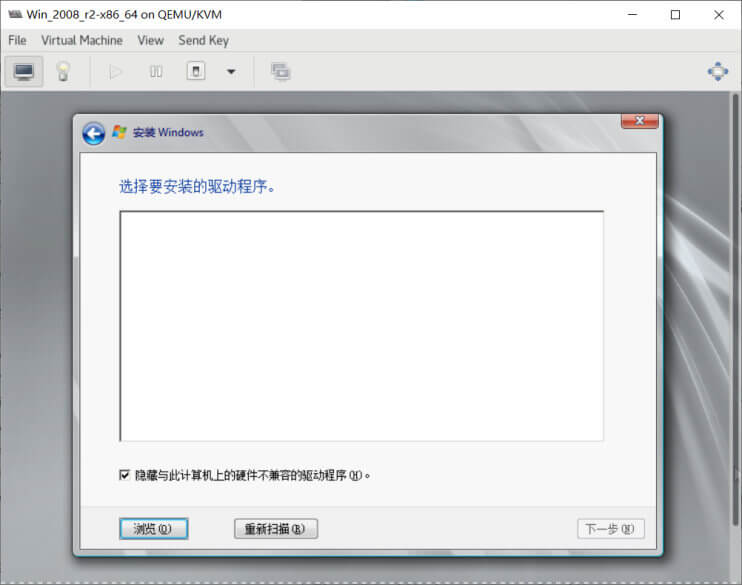 Win_2008_r2-x86_64 on QEMU/KVM
File Virtual Machine View Send Key
安装 Windows
选择要安装的驱动程序。
隐藏与此计算机上的硬件不兼容的驱动程序(H)。
浏览(O) 重新扫描(R) 下一步(N)